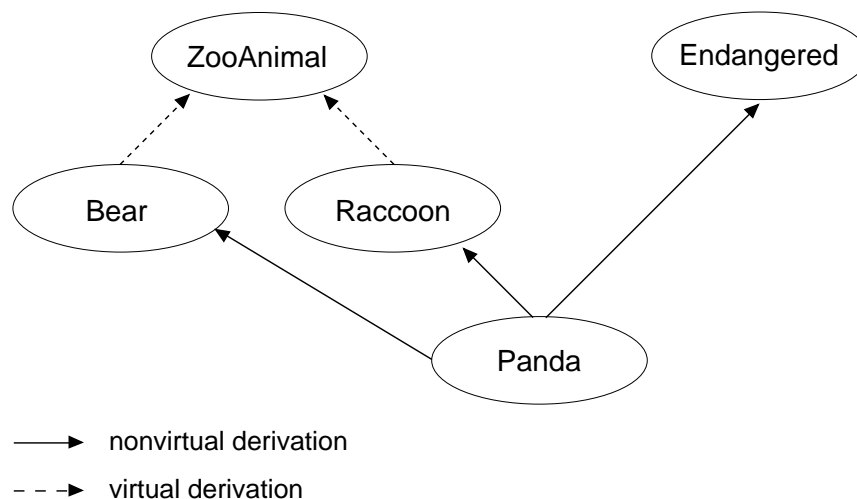 ZooAnimal
Endangered
Bear
Raccoon
Panda
nonvirtual derivation
virtual derivation